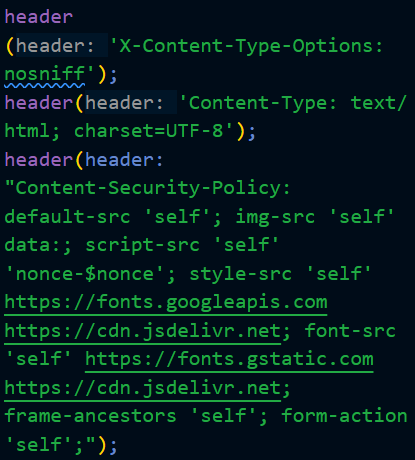 header
(header: 'X-Content-Type-Options:
nosniff');
header(header: 'Content-Type: text/
html; charset=UTF-8');
header(header:
"Content-Security-Policy:
default-src 'self'; img-src 'self'
data:; script-src 'self'
'nonce-$nonce'; style-src 'self'
https://fonts.googleapis.com
https://cdn.jsdelivr.net; font-src
'self' https://fonts.gstatic.com
https://cdn.jsdelivr.net;
frame-ancestors 'self'; form-action
'self';");